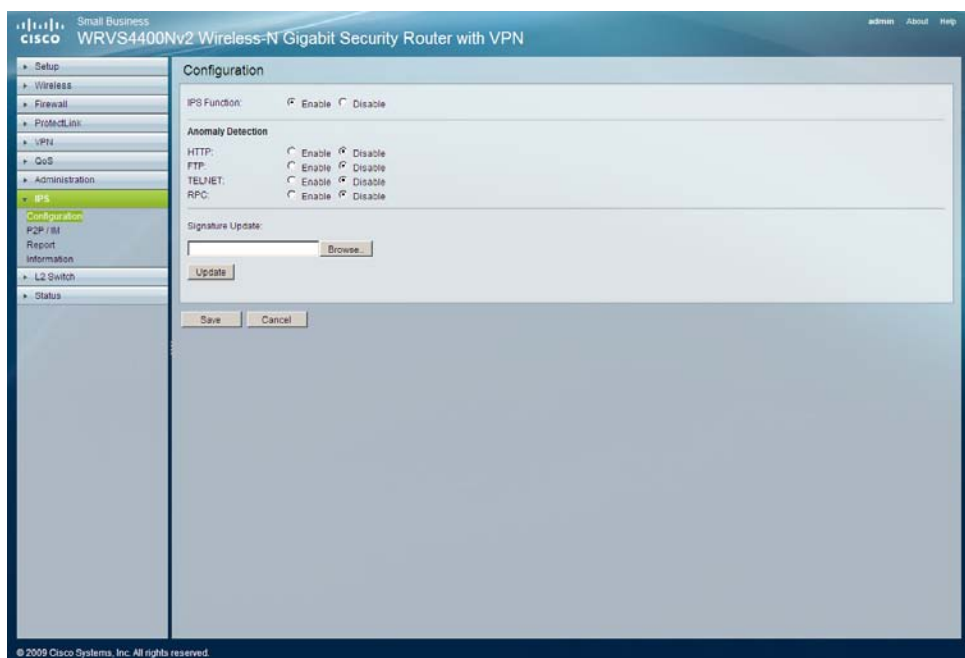 Small Business
cisco WRVS4400Nv2 Wireless-N Gigabit Security Router with VPN
admin About Help
Setup
Wireless
Firewall
ProtectLink
VPN
QoS
Administration
IPS
Configuration
P2P / IM
Report
Information
L2 Switch
Status
Configuration
IPS Function: Enable Disable
Anomaly Detection
HTTP: Enable Disable
FTP: Enable Disable
TELNET: Enable Disable
RPC: Enable Disable
Signature Update:
Browse...
Update
Save Cancel
© 2009 Cisco Systems, Inc. All rights reserved.